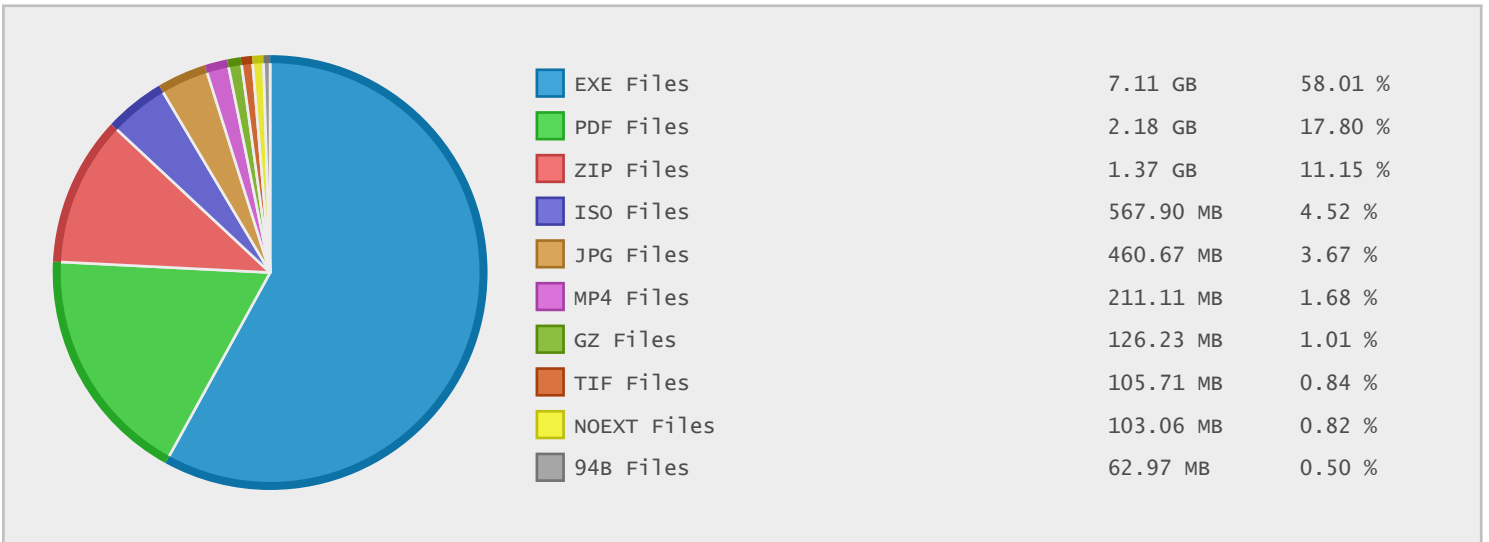 EXE Files 7.11 GB 58.01 %
PDF Files 2.18 GB 17.80 %
ZIP Files 1.37 GB 11.15 %
ISO Files 567.90 MB 4.52 %
JPG Files 460.67 MB 3.67 %
MP4 Files 211.11 MB 1.68 %
GZ Files 126.23 MB 1.01 %
TIF Files 105.71 MB 0.84 %
NOEXT Files 103.06 MB 0.82 %
94B Files 62.97 MB 0.50 %